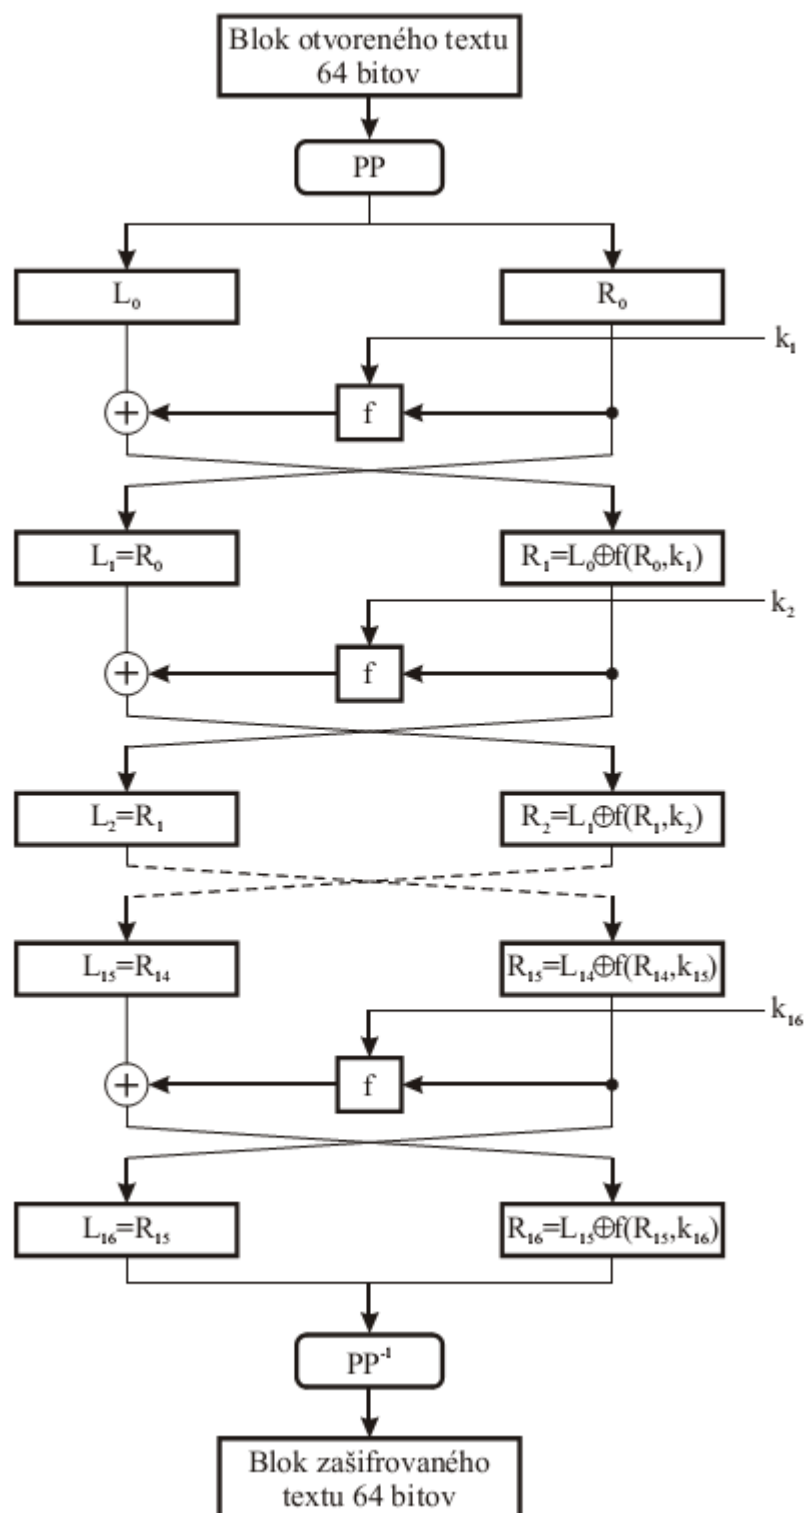 Blok otvoreného textu
64 bitov
PP
L₀
R₀
k₁
+
f
L₁=R₀
R₁=L₀⊕f(R₀,k₁)
k₂
+
f
L₂=R₁
R₂=L₁⊕f(R₁,k₂)
L₁₅=R₁₄
R₁₅=L₁₄⊕f(R₁₄,k₁₅)
k₁₆
+
f
L₁₆=R₁₅
R₁₆=L₁₅⊕f(R₁₅,k₁₆)
PP⁻¹
Blok zašifrovaného
textu 64 bitov